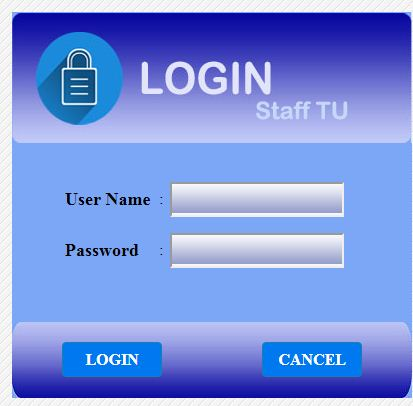 LOGIN
Staff TU
User Name :
Password :
LOGIN CANCEL